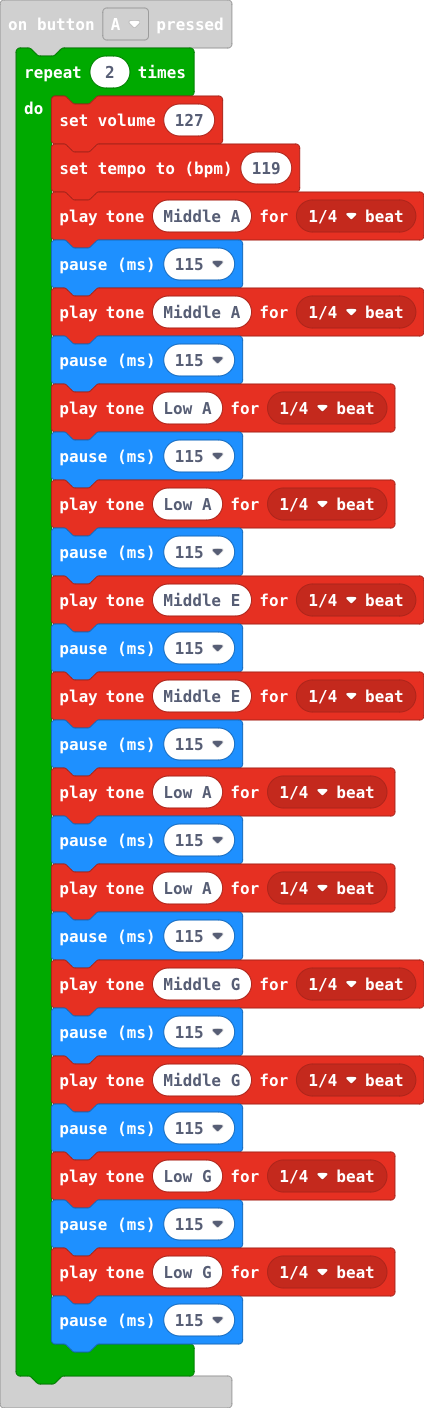 on button A pressed
repeat 2 times
do
set volume 127
set tempo to (bpm) 119
play tone Middle A for 1/4 beat
pause (ms) 115
play tone Middle A for 1/4 beat
pause (ms) 115
play tone Low A for 1/4 beat
pause (ms) 115
play tone Low A for 1/4 beat
pause (ms) 115
play tone Middle E for 1/4 beat
pause (ms) 115
play tone Middle E for 1/4 beat
pause (ms) 115
play tone Low A for 1/4 beat
pause (ms) 115
play tone Low A for 1/4 beat
pause (ms) 115
play tone Middle G for 1/4 beat
pause (ms) 115
play tone Middle G for 1/4 beat
pause (ms) 115
play tone Low G for 1/4 beat
pause (ms) 115
play tone Low G for 1/4 beat
pause (ms) 115